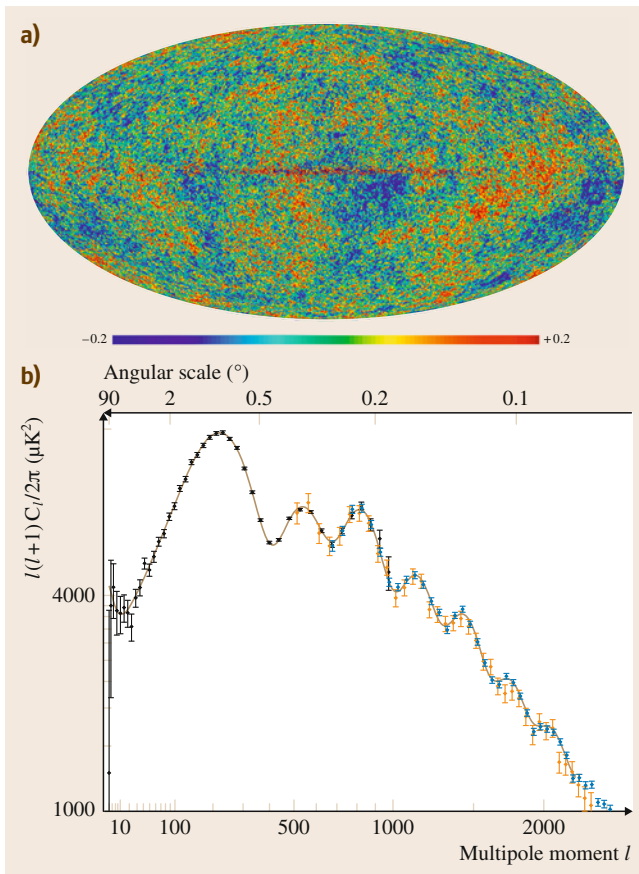 a)
−0.2 +0.2
b)
Angular scale (°)
90 2 0.5 0.2 0.1
l(l+1) C_l/2π (μK²)
4000
1000
10 100 500 1000 2000
Multipole moment l